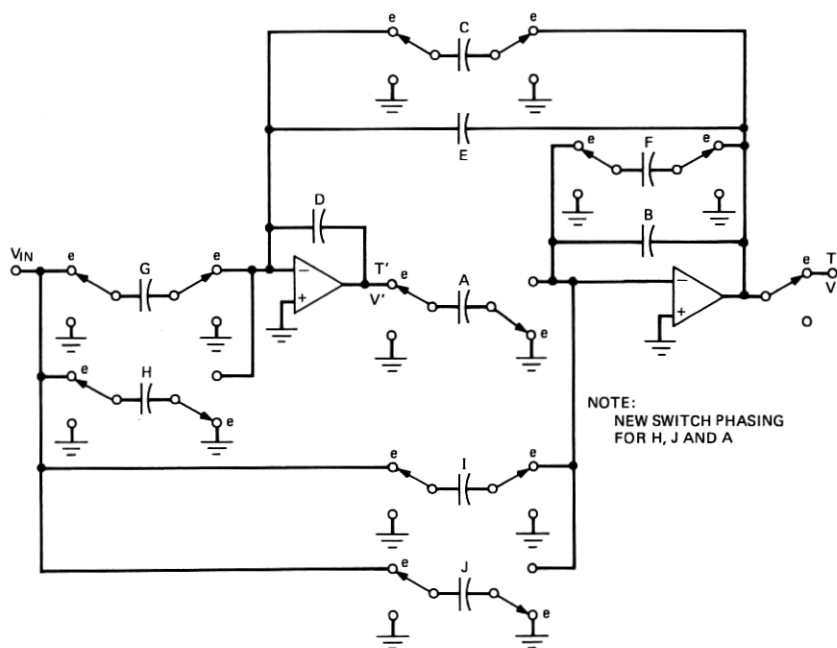 C
e e
E
e F e
D
B
V_IN
e G e
T'
V'
e A
e
e T
V
O
e H
e
NOTE:
NEW SWITCH PHASING
FOR H, J AND A
e I e
e J
e
− +
− +